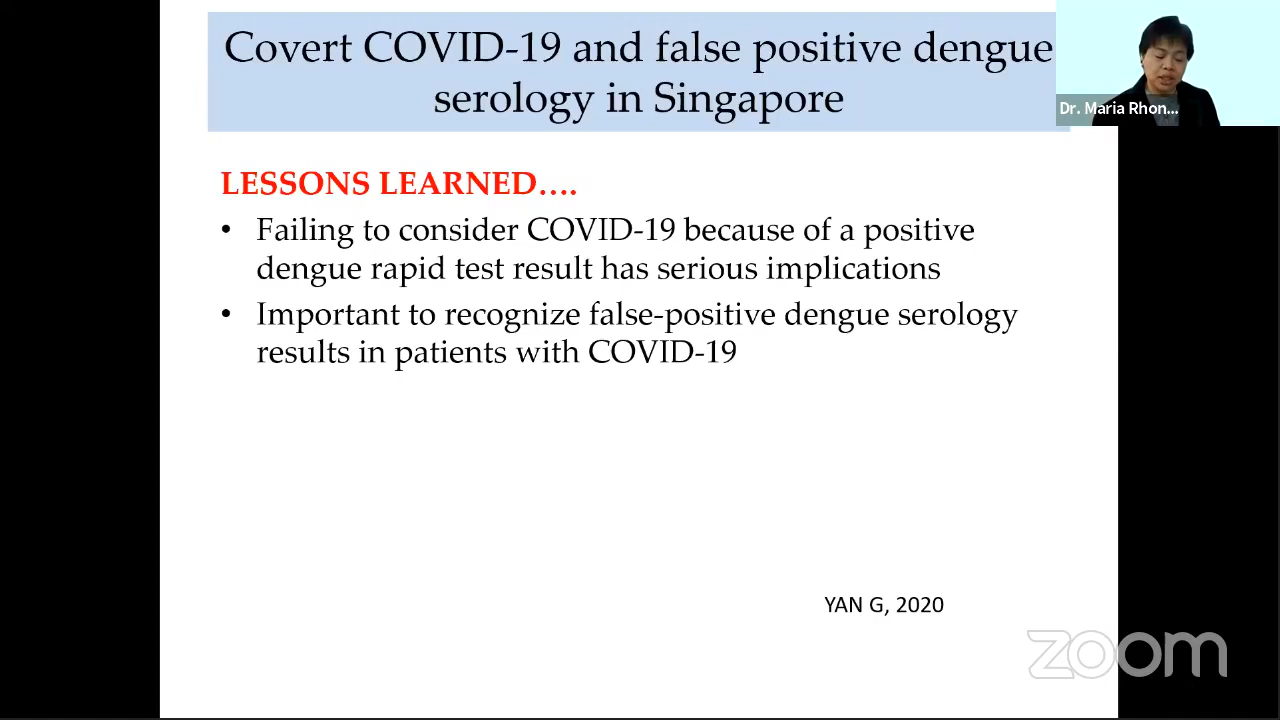 Covert COVID-19 and false positive dengue
serology in Singapore
Dr. Maria Rhon...
LESSONS LEARNED....
• Failing to consider COVID-19 because of a positive
dengue rapid test result has serious implications
• Important to recognize false-positive dengue serology
results in patients with COVID-19
YAN G, 2020
zoom